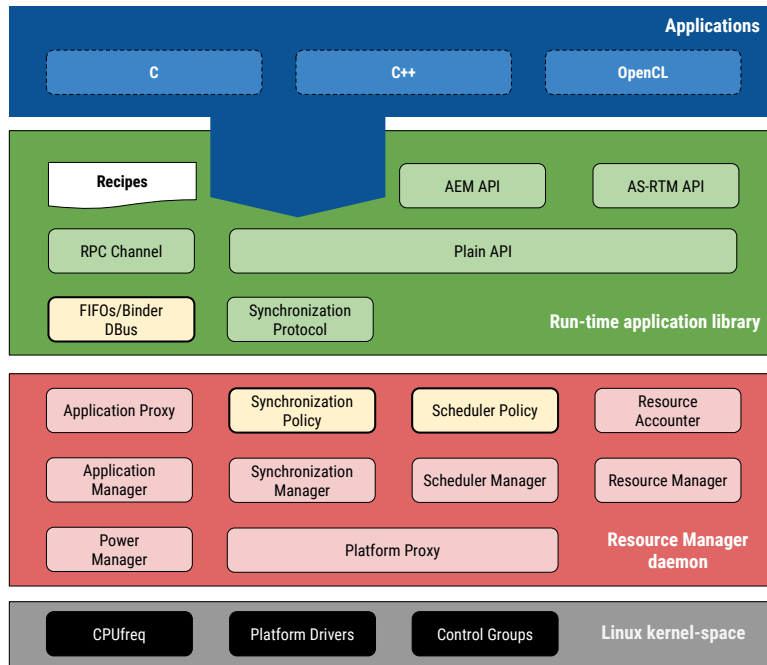 Applications
C
C++
OpenCL
Recipes
AEM API
AS-RTM API
RPC Channel
Plain API
FIFOs/Binder
DBus
Synchronization
Protocol
Run-time application library
Application Proxy
Synchronization
Policy
Scheduler Policy
Resource
Accounter
Application
Manager
Synchronization
Manager
Scheduler Manager
Resource Manager
Power
Manager
Platform Proxy
Resource Manager
daemon
CPUfreq
Platform Drivers
Control Groups
Linux kernel-space